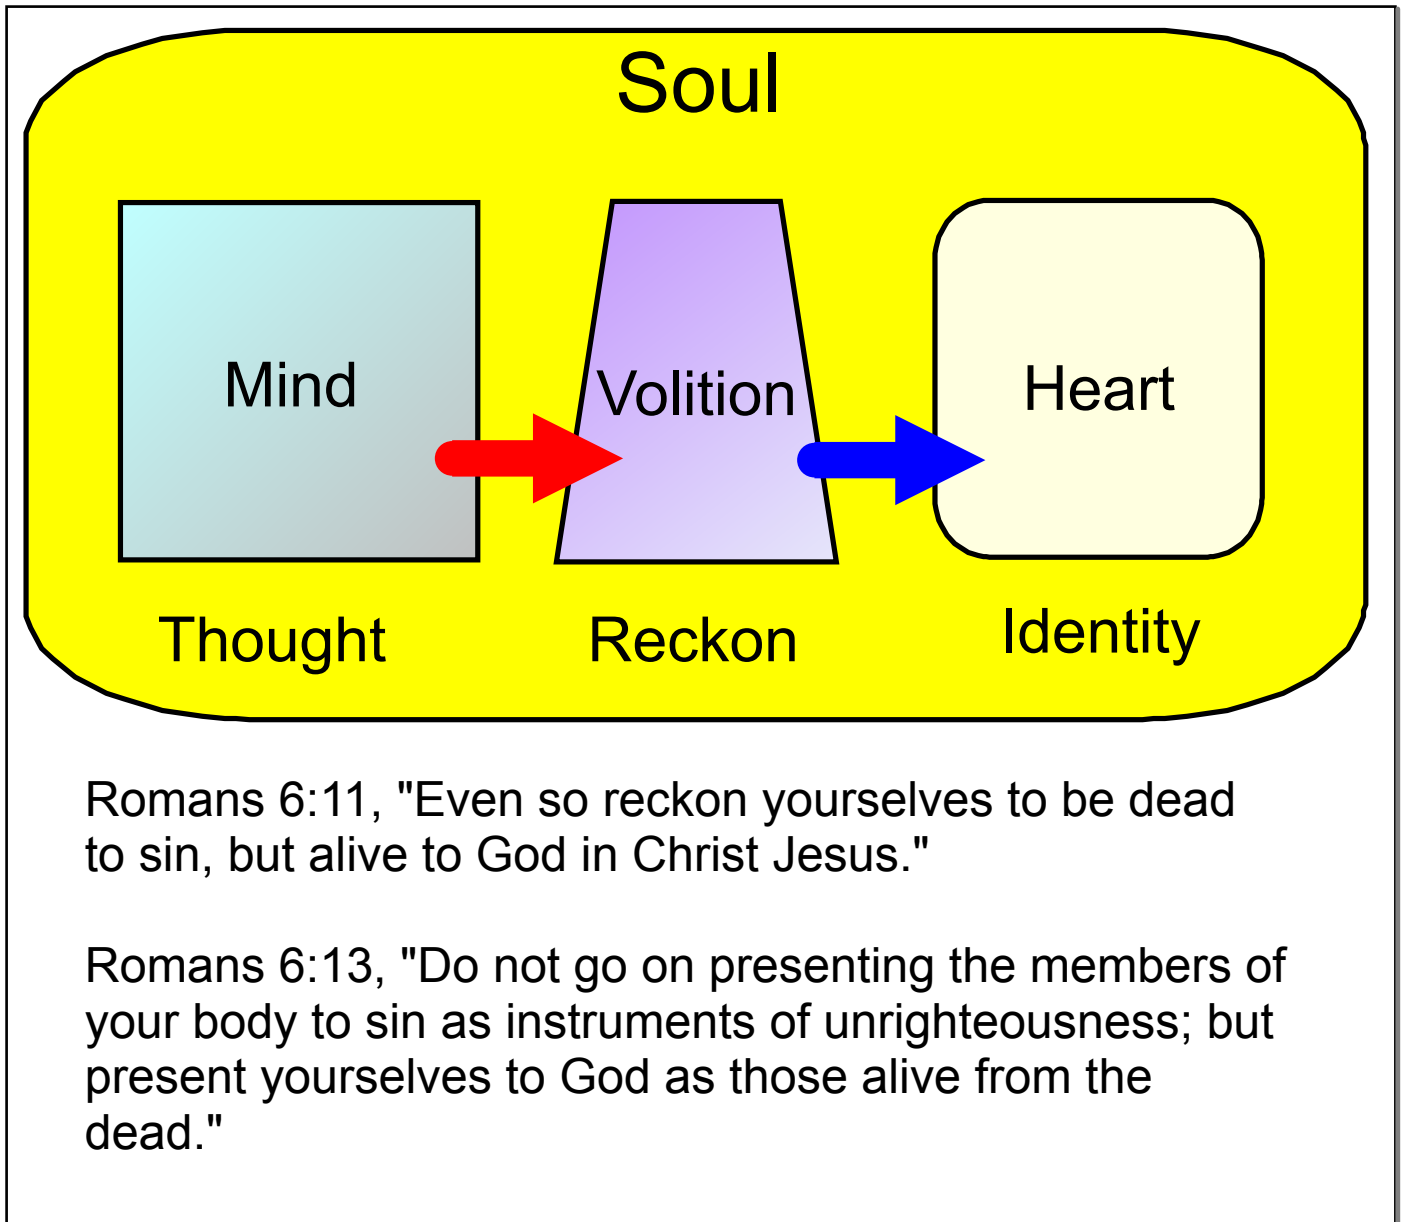 Soul
Mind
Volition
Heart
Thought
Reckon
Identity
Romans 6:11, "Even so reckon yourselves to be dead
to sin, but alive to God in Christ Jesus."
Romans 6:13, "Do not go on presenting the members of
your body to sin as instruments of unrighteousness; but
present yourselves to God as those alive from the
dead."